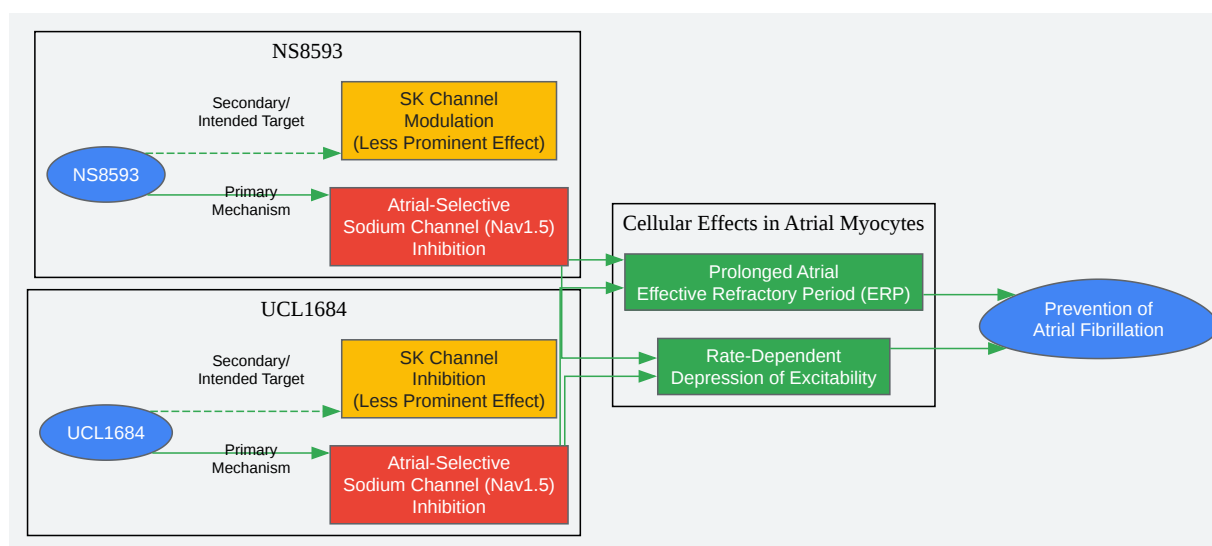 NS8593
Secondary/
Intended Target
SK Channel
Modulation
(Less Prominent Effect)
NS8593
Primary
Mechanism
Atrial-Selective
Sodium Channel (Nav1.5)
Inhibition
UCL1684
Secondary/
Intended Target
SK Channel
Inhibition
(Less Prominent Effect)
UCL1684
Primary
Mechanism
Atrial-Selective
Sodium Channel (Nav1.5)
Inhibition
Cellular Effects in Atrial Myocytes
Prolonged Atrial
Effective Refractory Period (ERP)
Rate-Dependent
Depression of Excitability
Prevention of
Atrial Fibrillation